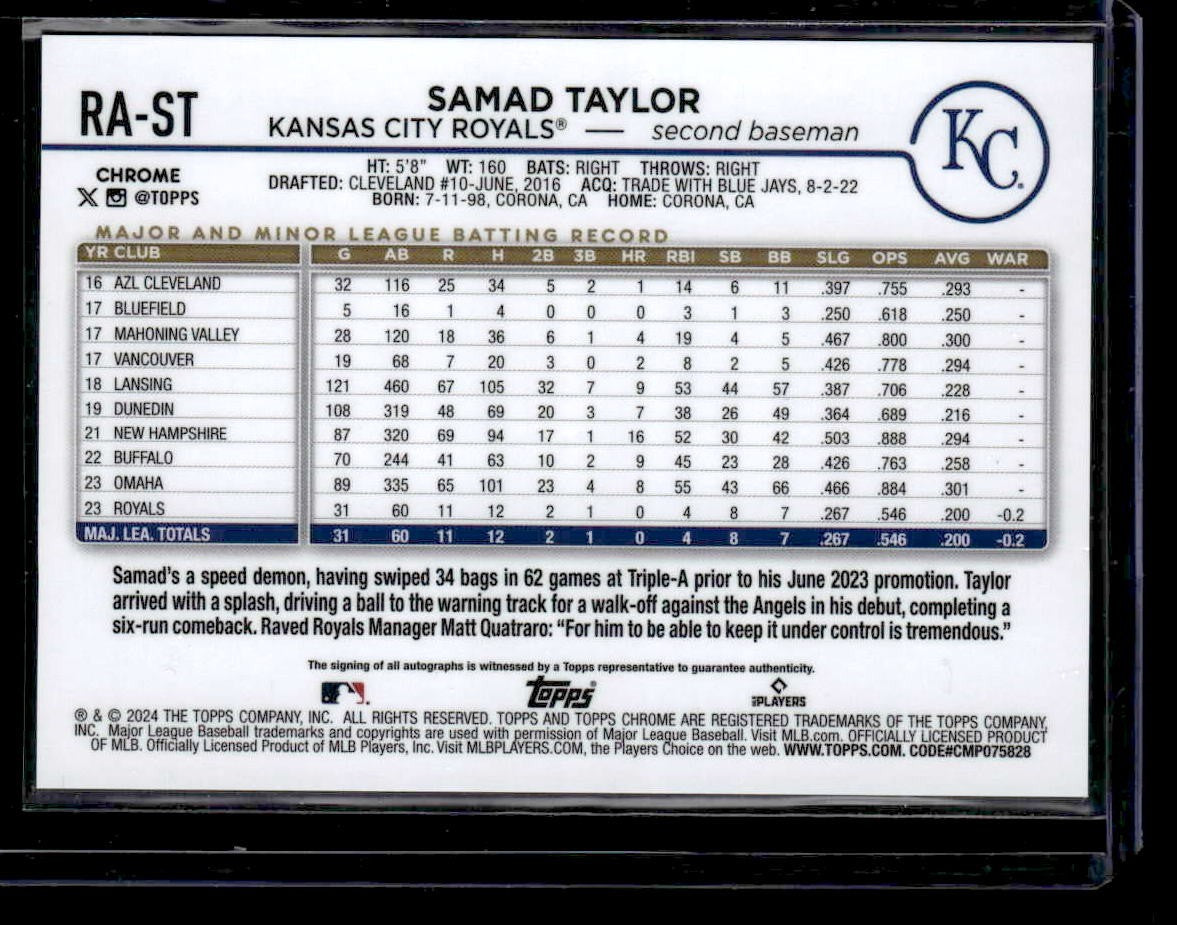 RA-ST
SAMAD TAYLOR
KANSAS CITY ROYALS® — second baseman
KC
CHROME
X @TOPPS
HT: 5'8" WT: 160 BATS: RIGHT THROWS: RIGHT
DRAFTED: CLEVELAND #10-JUNE, 2016 ACQ: TRADE WITH BLUE JAYS, 8-2-22
BORN: 7-11-98, CORONA, CA HOME: CORONA, CA
MAJOR AND MINOR LEAGUE BATTING RECORD
YR CLUB G AB R H 2B 3B HR RBI SB BB SLG OPS AVG WAR
16 AZL CLEVELAND 32 116 25 34 5 2 1 14 6 11 .397 .755 .293 -
17 BLUEFIELD 5 16 1 4 0 0 0 3 1 3 .250 .618 .250 -
17 MAHONING VALLEY 28 120 18 36 6 1 4 19 4 5 .467 .800 .300 -
17 VANCOUVER 19 68 7 20 3 0 2 8 2 5 .426 .778 .294 -
18 LANSING 121 460 67 105 32 7 9 53 44 57 .387 .706 .228 -
19 DUNEDIN 108 319 48 69 20 3 7 38 26 49 .364 .689 .216 -
21 NEW HAMPSHIRE 87 320 69 94 17 1 16 52 30 42 .503 .888 .294 -
22 BUFFALO 70 244 41 63 10 2 9 45 23 28 .426 .763 .258 -
23 OMAHA 89 335 65 101 23 4 8 55 43 66 .466 .884 .301 -
23 ROYALS 31 60 11 12 2 1 0 4 8 7 .267 .546 .200 -0.2
MAJ. LEA. TOTALS 31 60 11 12 2 1 0 4 8 7 .267 .546 .200 -0.2
Samad's a speed demon, having swiped 34 bags in 62 games at Triple-A prior to his June 2023 promotion. Taylor
arrived with a splash, driving a ball to the warning track for a walk-off against the Angels in his debut, completing a
six-run comeback. Raved Royals Manager Matt Quatraro: “For him to be able to keep it under control is tremendous.”
The signing of all autographs is witnessed by a Topps representative to guarantee authenticity.
Topps
PLAYERS
® & © 2024 THE TOPPS COMPANY, INC. ALL RIGHTS RESERVED. TOPPS AND TOPPS CHROME ARE REGISTERED TRADEMARKS OF THE TOPPS COMPANY,
INC. Major League Baseball trademarks and copyrights are used with permission of Major League Baseball. Visit MLB.com. OFFICIALLY LICENSED PRODUCT
OF MLB. Officially Licensed Product of MLB Players, Inc. Visit MLBPLAYERS.COM, the Players Choice on the web. WWW.TOPPS.COM. CODE#CMP075828